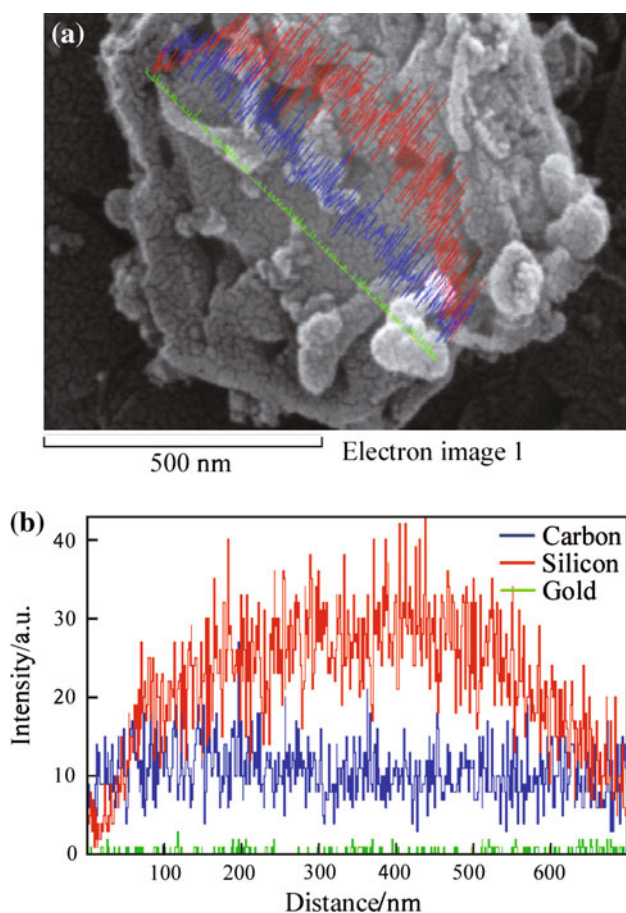 (a)
500 nm
Electron image 1
(b)
Carbon
Silicon
Gold
40
30
20
10
0
Intensity/a.u.
100 200 300 400 500 600
Distance/nm